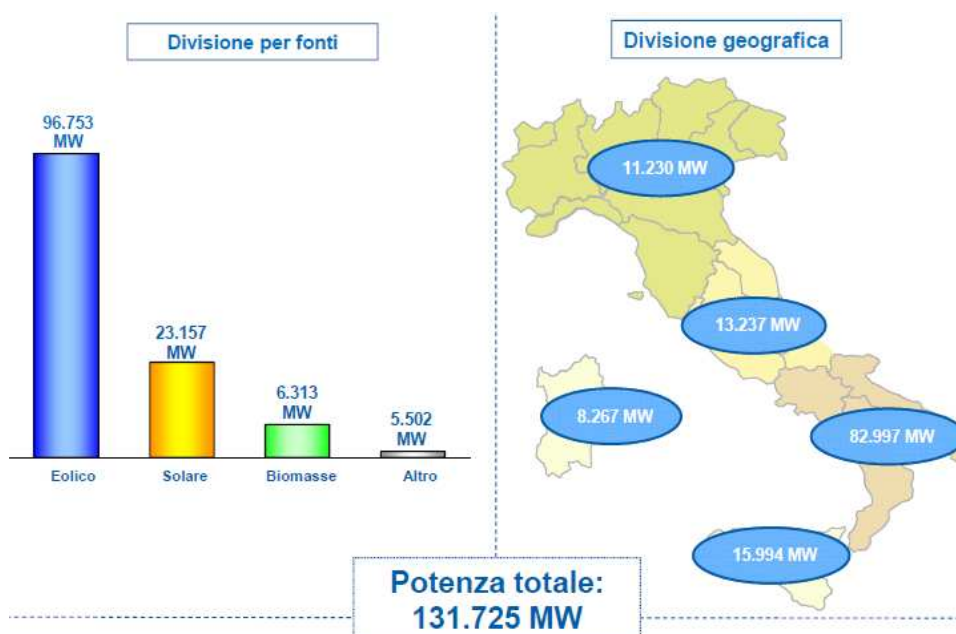 Divisione per fonti
96.753
MW
23.157
MW
6.313
MW
5.502
MW
Eolico
Solare
Biomasse
Altro
Divisione geografica
11.230 MW
13.237 MW
8.267 MW
82.997 MW
15.994 MW
Potenza totale:
131.725 MW